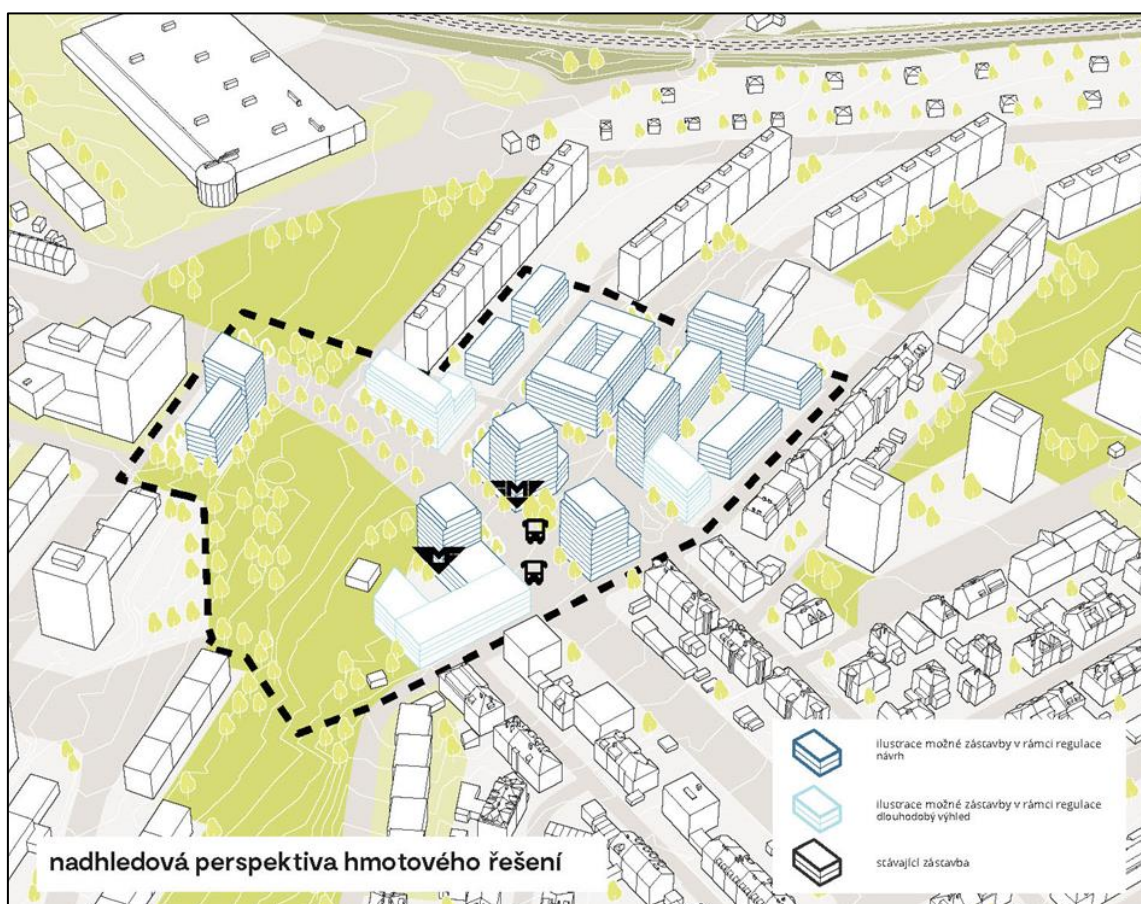 ilustrace možné zástavby v rámci regulace
návrh
ilustrace možné zástavby v rámci regulace
dlouhodobý výhled
stávající zástavba
nadhledová perspektiva hmotového řešení